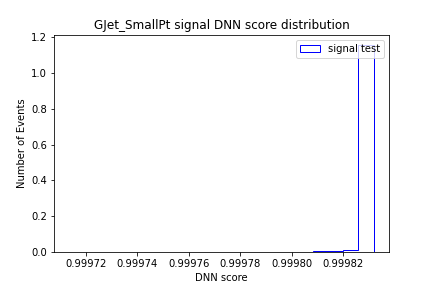 GJet_SmallPt signal DNN score distribution
signal test
Number of Events
1.2
1.0
0.8
0.6
0.4
0.2
0.0
0.99972 0.99974 0.99976 0.99978 0.99980 0.99982
DNN score